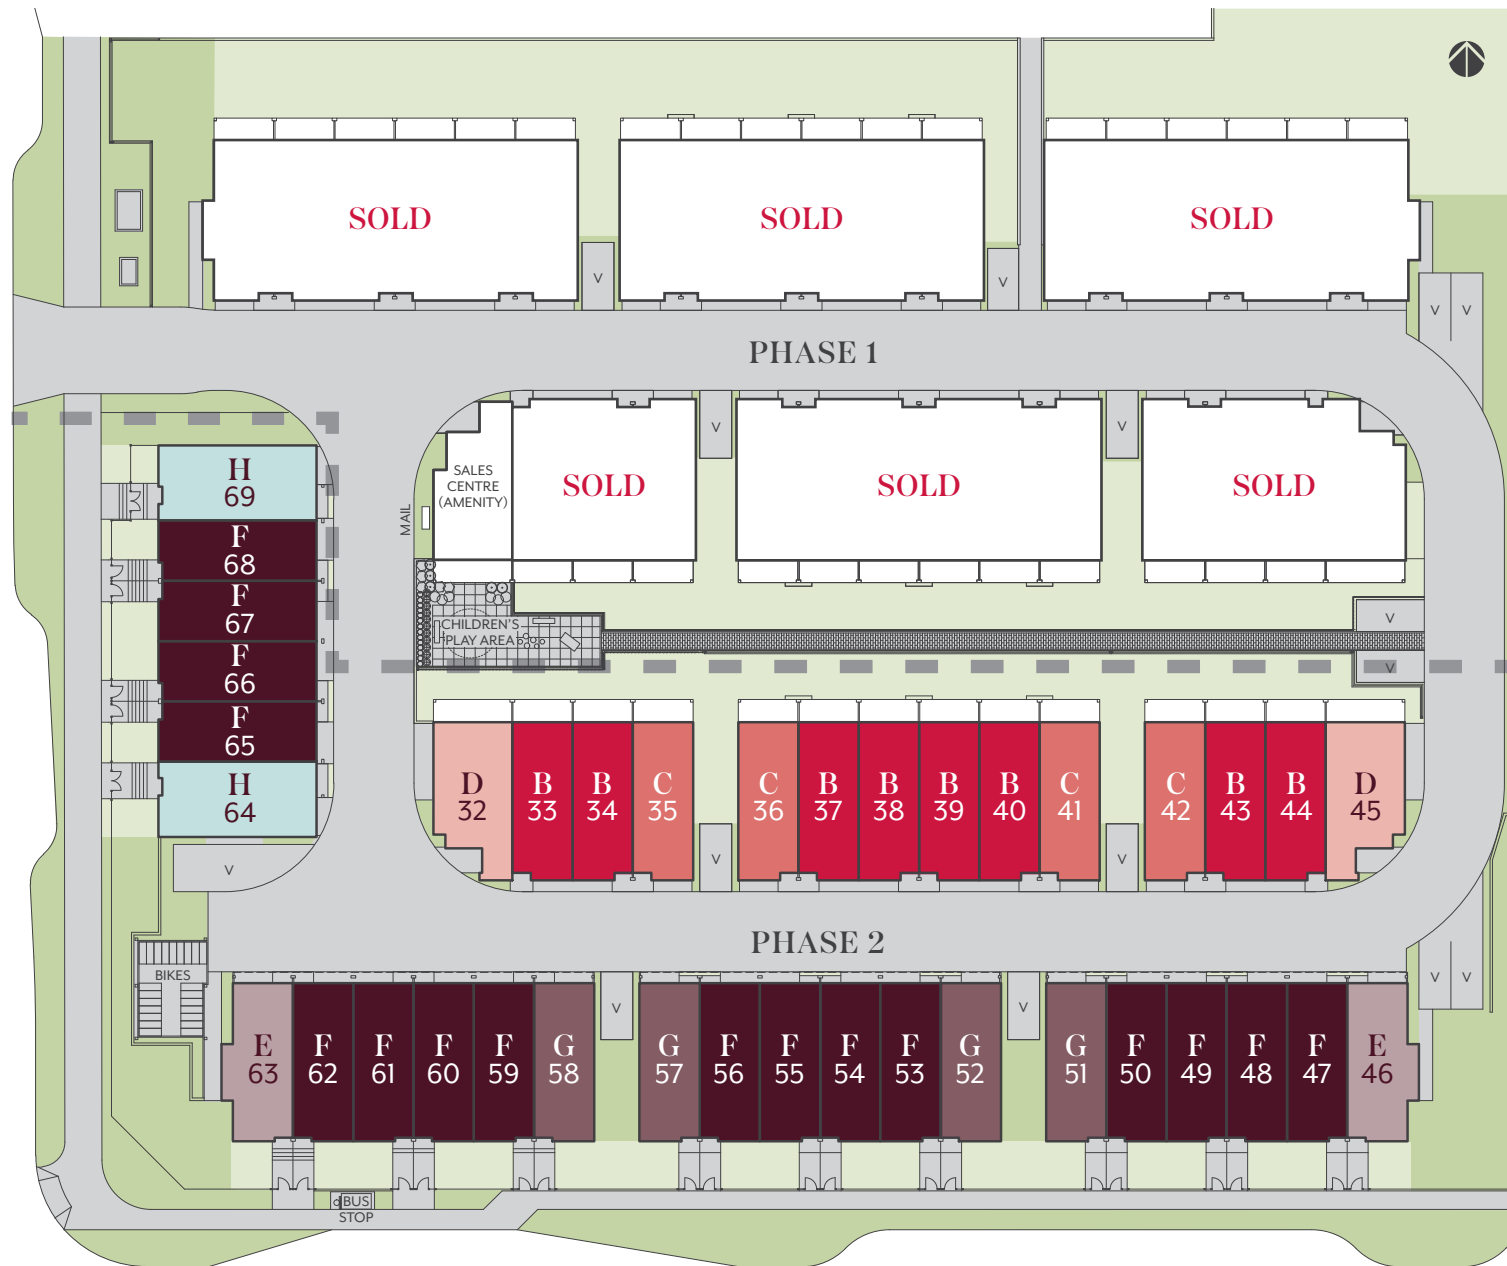 SOLD
SOLD
SOLD
V
V
V
V
PHASE 1
V
V
SALES
CENTRE
(AMENITY)
SOLD
SOLD
SOLD
MAIL
CHILDREN'S
PLAY AREA
V
V
H
69
F
68
F
67
F
66
F
65
H
64
V
D
32
B
33
B
34
C
35
C
36
B
37
B
38
B
39
B
40
C
41
C
42
B
43
B
44
D
45
V
V
PHASE 2
BIKES
V
V
V
V
E
63
F
62
F
61
F
60
F
59
G
58
G
57
F
56
F
55
F
54
F
53
G
52
G
51
F
50
F
49
F
48
F
47
E
46
BUS
STOP